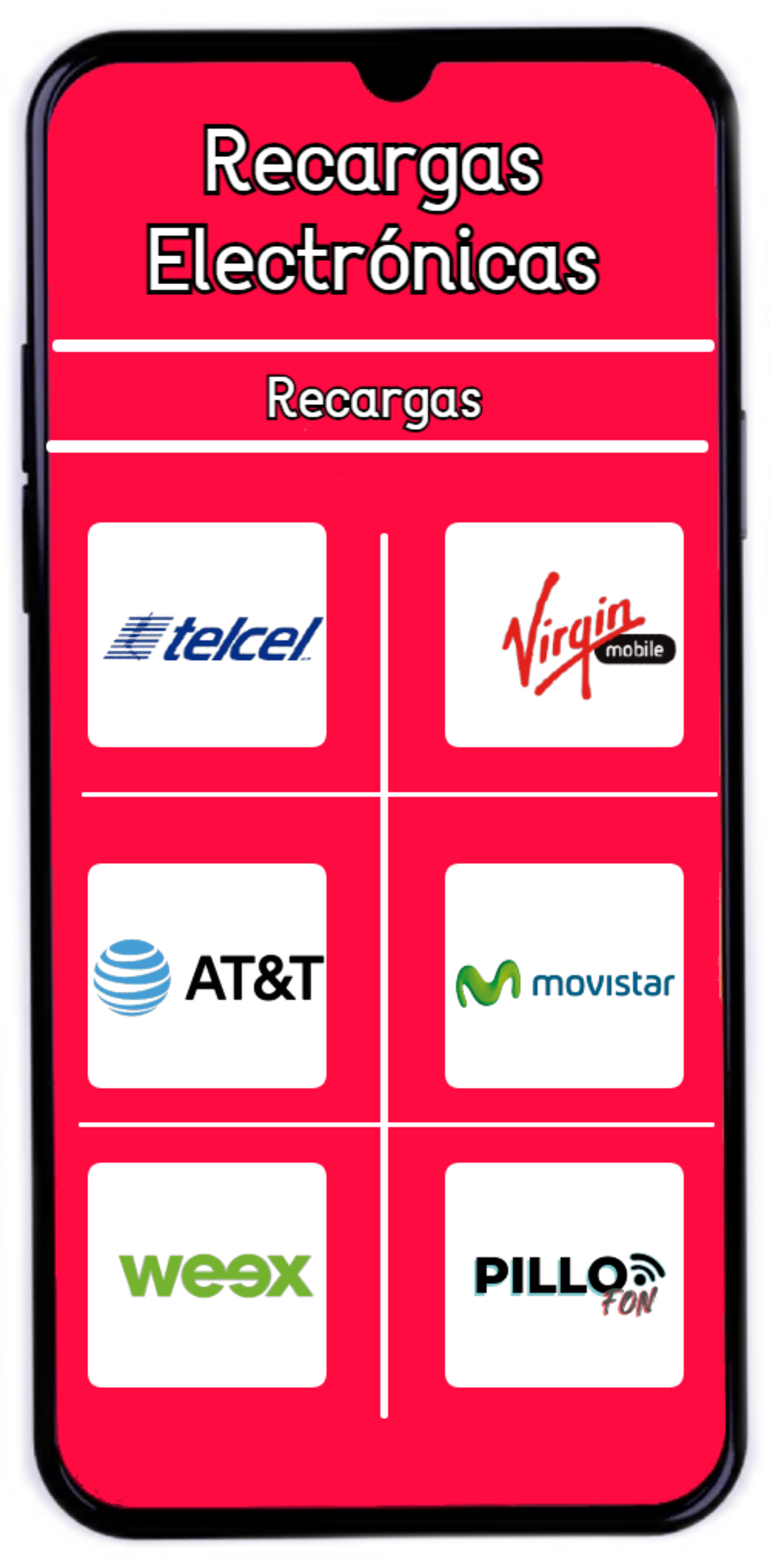 Recargas
Electrónicas
Recargas
telcel
Virgin
mobile
AT&T
movistar
weex
PILLO
FON